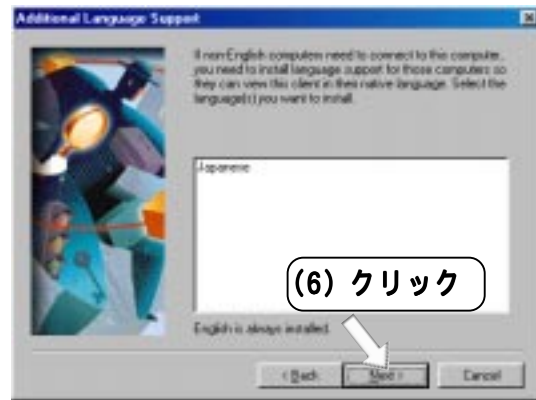 Additional Language Support
If non-English computers need to connect to this computer,
you need to install language support for those computers so
they can view this client in their native language. Select the
language(s) you want to install.
Japanese
(6) クリック
English is always installed.
< Back
Next >
Cancel